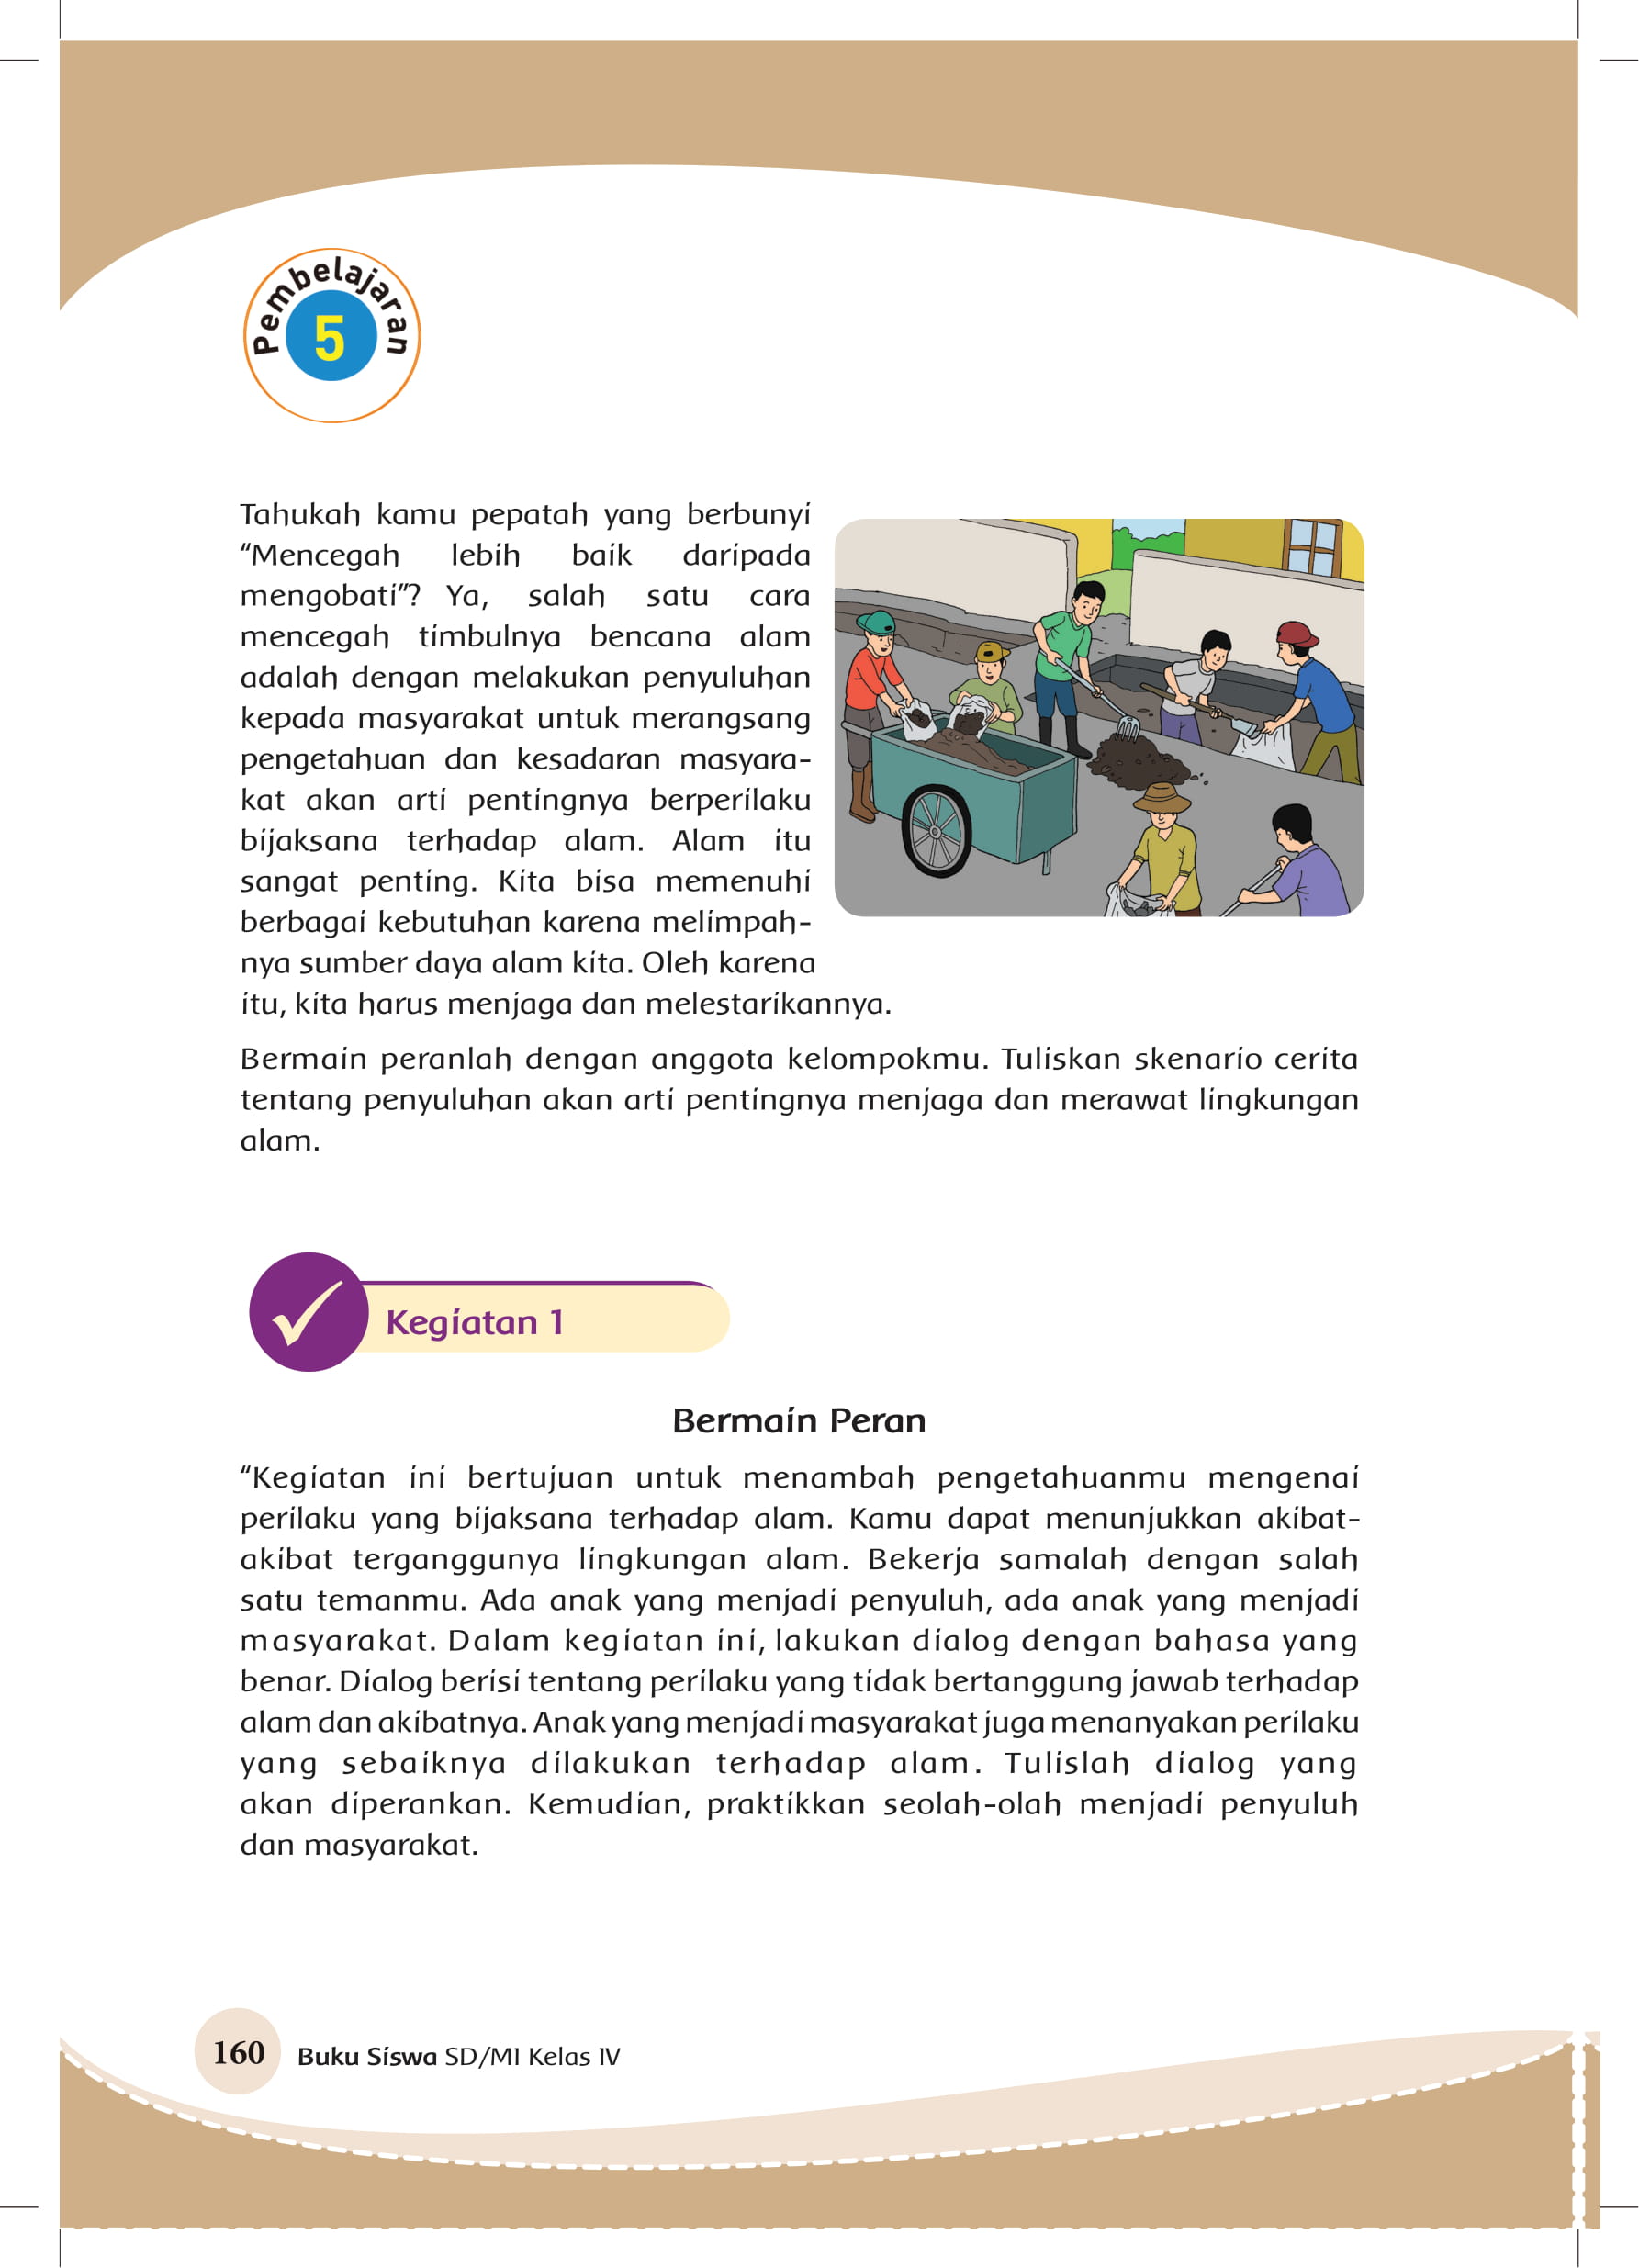 Pembelajaran
5
Tahukah kamu pepatah yang berbunyi
“Mencegah lebih baik daripada
mengobati”? Ya, salah satu cara
mencegah timbulnya bencana alam
adalah dengan melakukan penyuluhan
kepada masyarakat untuk merangsang
pengetahuan dan kesadaran masyara-
kat akan arti pentingnya berperilaku
bijaksana terhadap alam. Alam itu
sangat penting. Kita bisa memenuhi
berbagai kebutuhan karena melimpah-
nya sumber daya alam kita. Oleh karena
itu, kita harus menjaga dan melestarikannya.
Bermain peranlah dengan anggota kelompokmu. Tuliskan skenario cerita
tentang penyuluhan akan arti pentingnya menjaga dan merawat lingkungan
alam.
Kegiatan 1
Bermain Peran
“Kegiatan ini bertujuan untuk menambah pengetahuanmu mengenai
perilaku yang bijaksana terhadap alam. Kamu dapat menunjukkan akibat-
akibat terganggunya lingkungan alam. Bekerja samalah dengan salah
satu temanmu. Ada anak yang menjadi penyuluh, ada anak yang menjadi
masyarakat. Dalam kegiatan ini, lakukan dialog dengan bahasa yang
benar. Dialog berisi tentang perilaku yang tidak bertanggung jawab terhadap
alam dan akibatnya. Anak yang menjadi masyarakat juga menanyakan perilaku
yang sebaiknya dilakukan terhadap alam. Tulislah dialog yang
akan diperankan. Kemudian, praktikkan seolah-olah menjadi penyuluh
dan masyarakat.
160 Buku Siswa SD/MI Kelas IV